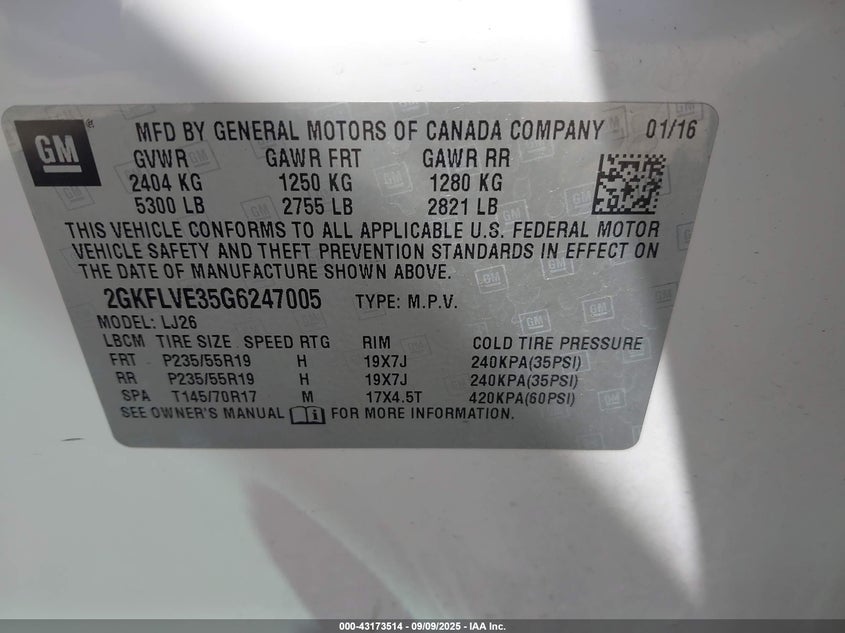 GM ® MFD BY GENERAL MOTORS OF CANADA COMPANY 01/16
GVWR GAWR FRT GAWR RR
2404 KG 1250 KG 1280 KG
5300 LB 2755 LB 2821 LB
THIS VEHICLE CONFORMS TO ALL APPLICABLE U.S. FEDERAL MOTOR
VEHICLE SAFETY AND THEFT PREVENTION STANDARDS IN EFFECT ON
THE DATE OF MANUFACTURE SHOWN ABOVE.
2GKFLVE35G6247005 TYPE: M.P.V.
MODEL: LJ26
LBCM TIRE SIZE SPEED RTG RIM COLD TIRE PRESSURE
FRT P235/55R19 H 19X7J 240KPA(35PSI)
RR P235/55R19 H 19X7J 240KPA(35PSI)
SPA T145/70R17 M 17X4.5T 420KPA(60PSI)
SEE OWNER'S MANUAL i FOR MORE INFORMATION.
000-43173514 - 09/09/2025 - IAA Inc.